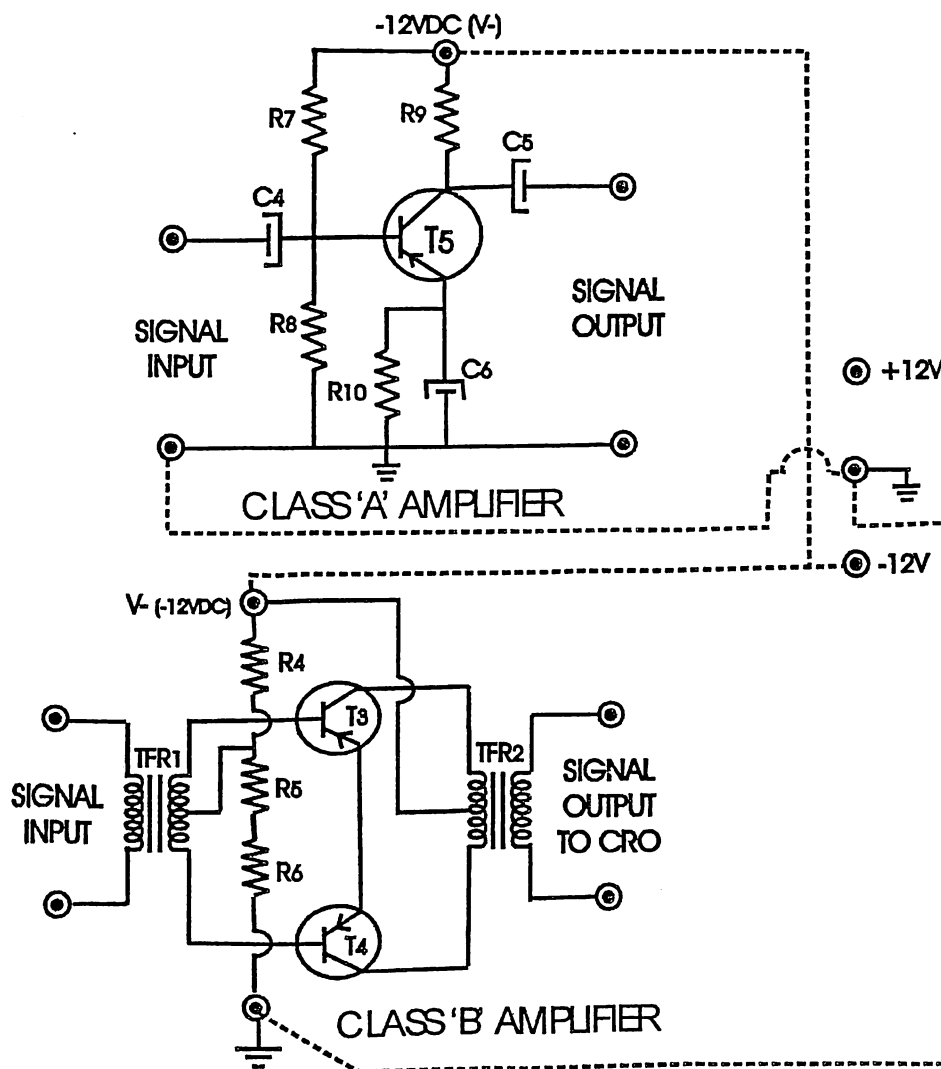 -12VDC (V-)
R7
R9
C5
C4
T5
SIGNAL
OUTPUT
SIGNAL
INPUT
R8
R10
C6
+12V
CLASS 'A' AMPLIFIER
-12V
V- (-12VDC)
R4
T3
TFR1
TFR2
SIGNAL
INPUT
R5
SIGNAL
OUTPUT
TO CRO
R6
T4
CLASS 'B' AMPLIFIER